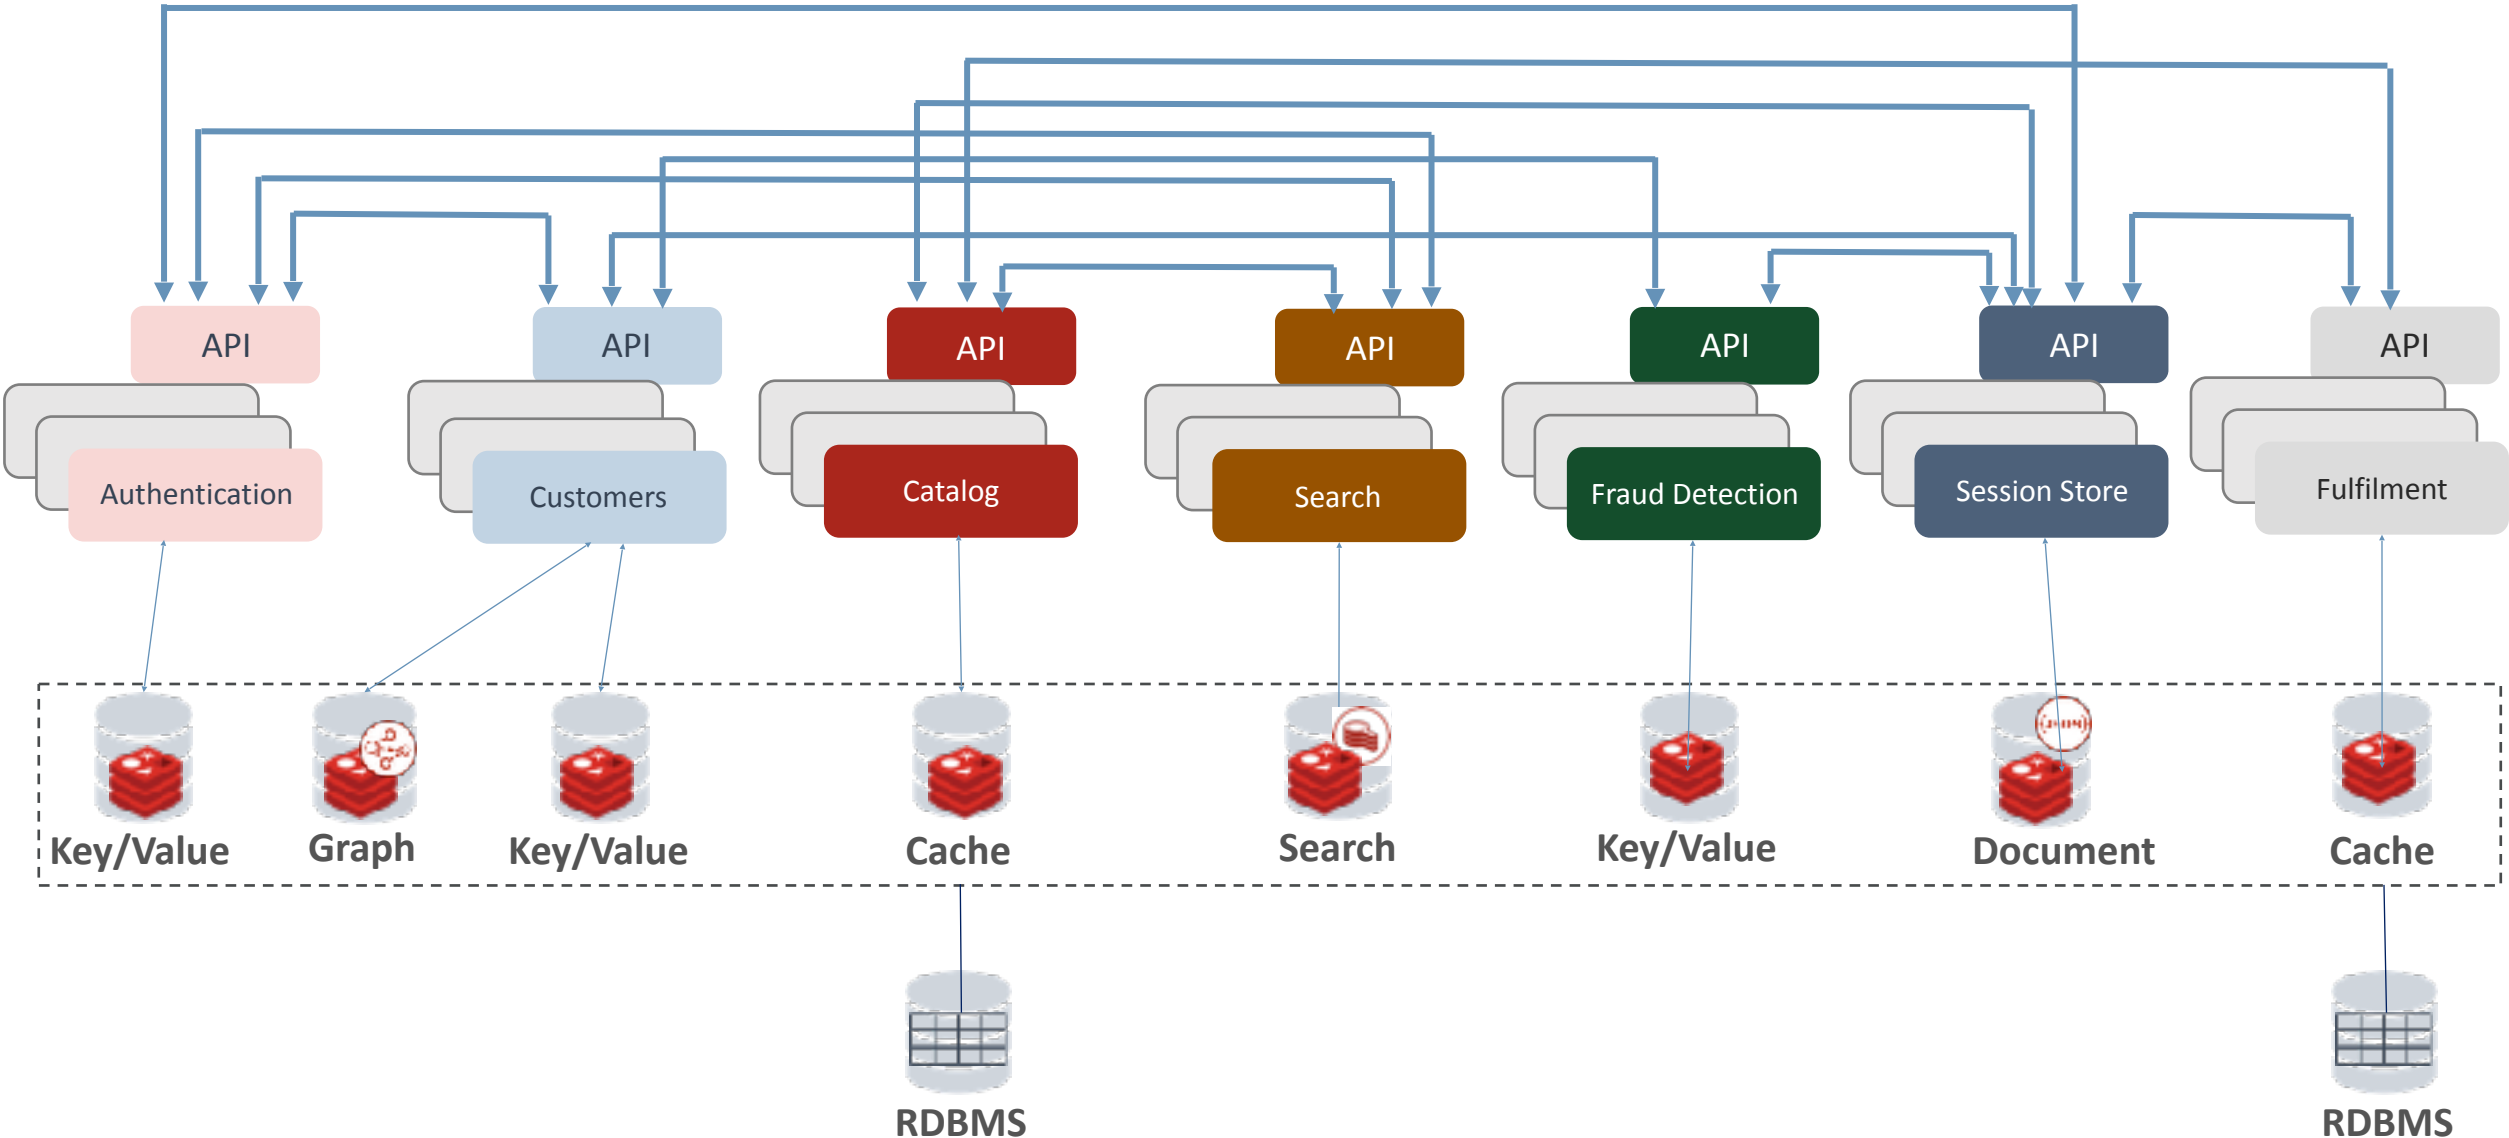 API
API
API
API
API
API
API
Authentication
Customers
Catalog
Search
Fraud Detection
Session Store
Fulfilment
Key/Value
Graph
Key/Value
Cache
Search
Key/Value
Document
Cache
RDBMS
RDBMS